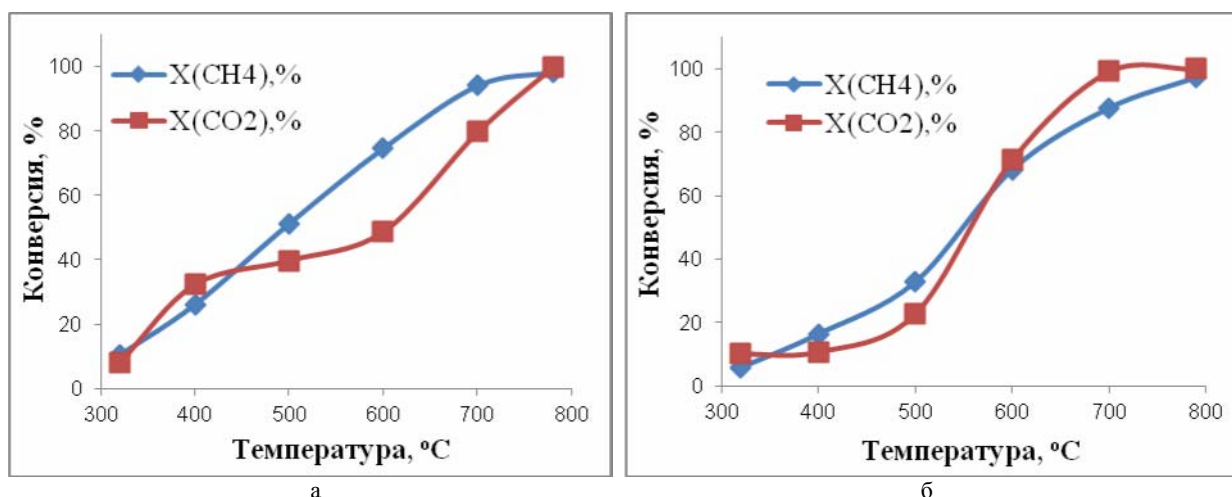 X(CH4),%
X(CO2),%
Конверсия, %
100
80
60
40
20
0
300 400 500 600 700 800
Температура, °C
а
X(CH4),%
X(CO2),%
Конверсия, %
100
80
60
40
20
0
300 400 500 600 700 800
Температура, °C
б